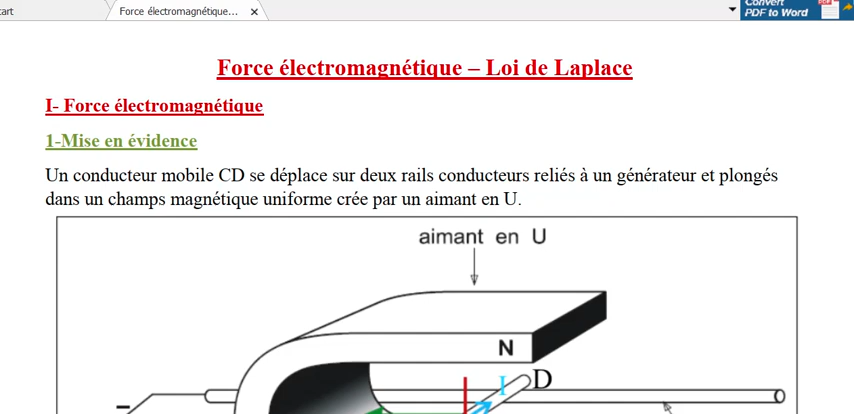 art
Force électromagnétique...
Convert
PDF to Word
PDF
Force électromagnétique – Loi de Laplace
I- Force électromagnétique
1-Mise en évidence
Un conducteur mobile CD se déplace sur deux rails conducteurs reliés à un générateur et plongés
dans un champs magnétique uniforme crée par un aimant en U.
aimant en U
N
I
D
–